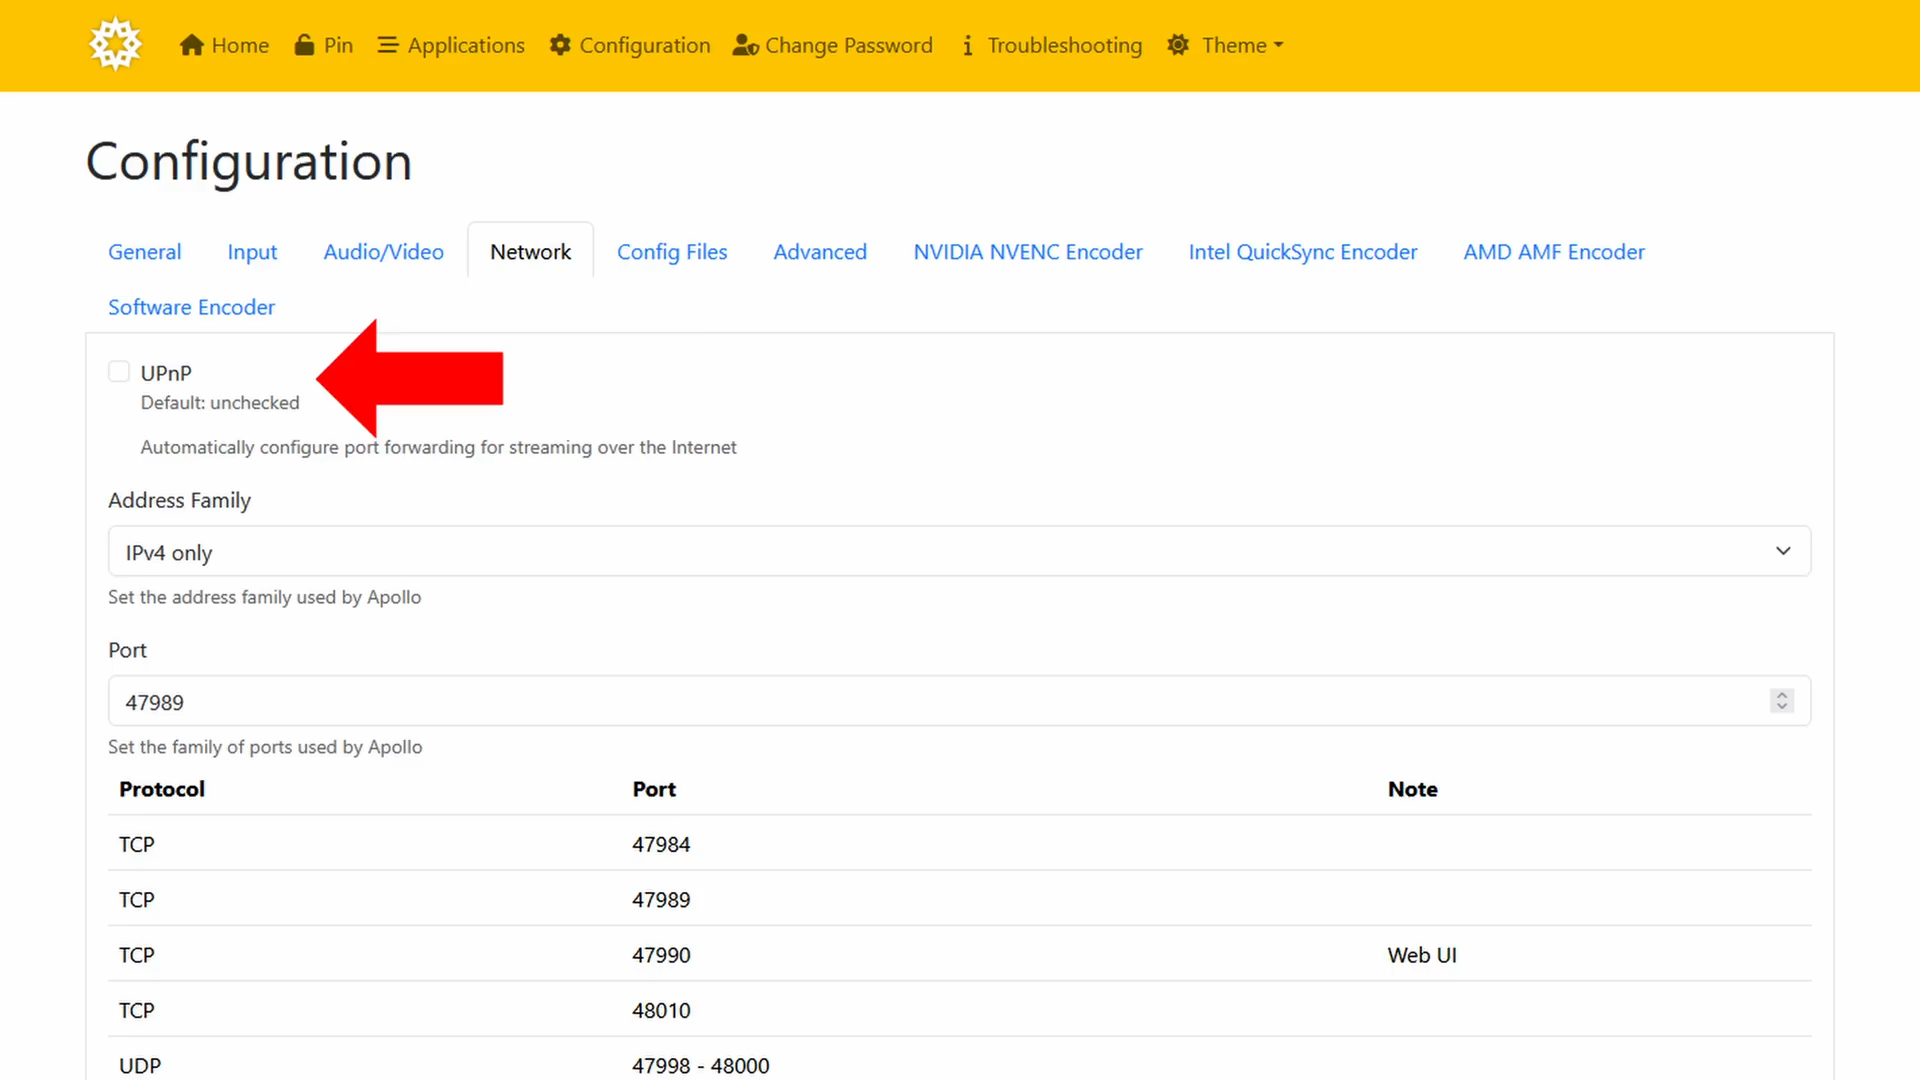 Home Pin Applications Configuration Change Password Troubleshooting Theme
Configuration
General Input Audio/Video Network Config Files Advanced NVIDIA NVENC Encoder Intel QuickSync Encoder AMD AMF Encoder
Software Encoder
UPnP
Default: unchecked
Automatically configure port forwarding for streaming over the Internet
Address Family
IPv4 only
Set the address family used by Apollo
Port
47989
Set the family of ports used by Apollo
Protocol Port Note
TCP 47984
TCP 47989
TCP 47990 Web UI
TCP 48010
UDP 47998 - 48000